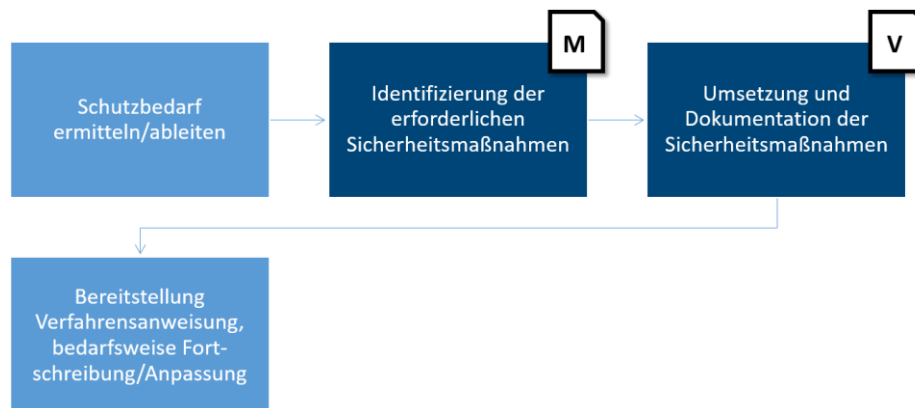 Schutzbedarf
ermitteln/ableiten
M
Identifizierung der
erforderlichen
Sicherheitsmaßnahmen
V
Umsetzung und
Dokumentation der
Sicherheitsmaßnahmen
Bereitstellung
Verfahrensanweisung,
bedarfsweise Fort-
schreibung/Anpassung